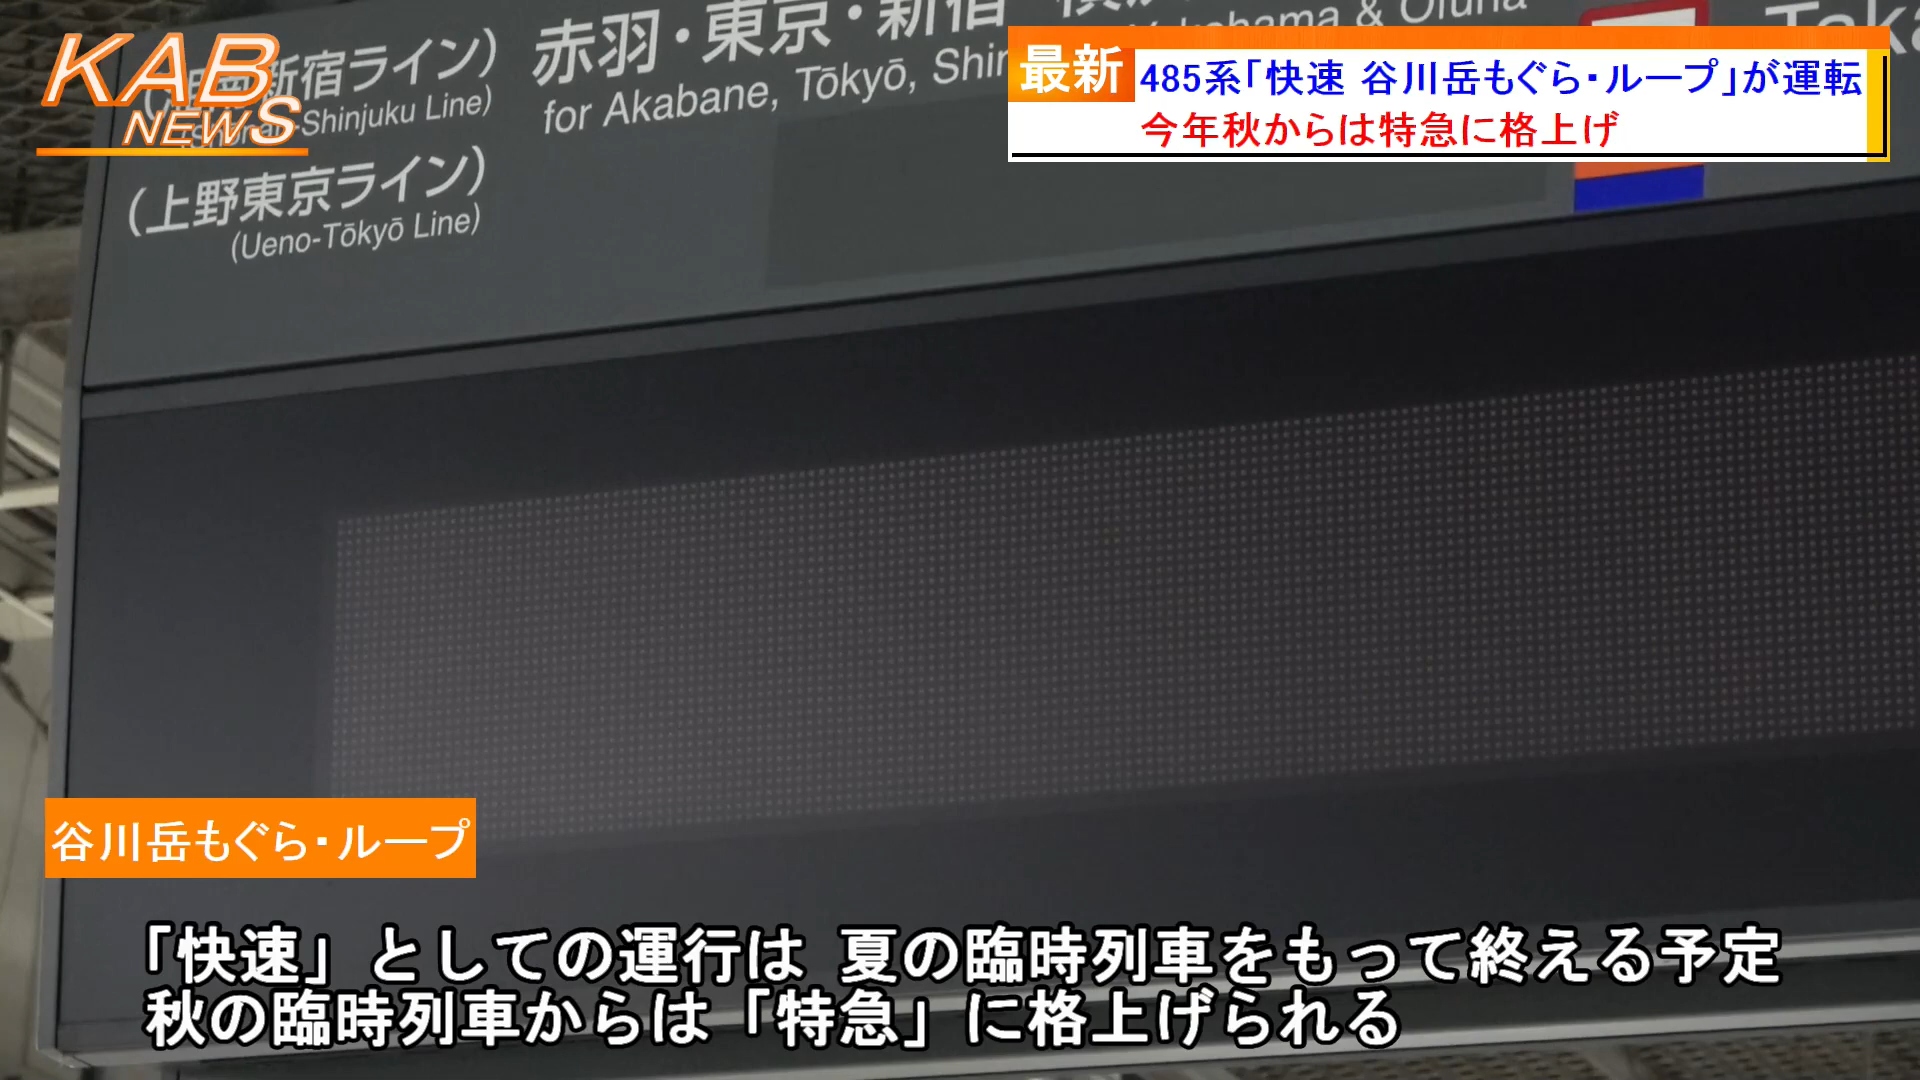 KAB NEWS
新宿ライン)
-Shinjuku Line)
赤羽・東京・新宿
for Akabane, Tōkyō, Shin
Yokohama & Ofuna
(上野東京ライン)
(Ueno-Tōkyō Line)
最新
485系「快速 谷川岳もぐら・ループ」が運転
今年秋からは特急に格上げ
谷川岳もぐら・ループ
「快速」としての運行は 夏の臨時列車をもって終える予定
秋の臨時列車からは「特急」に格上げられる